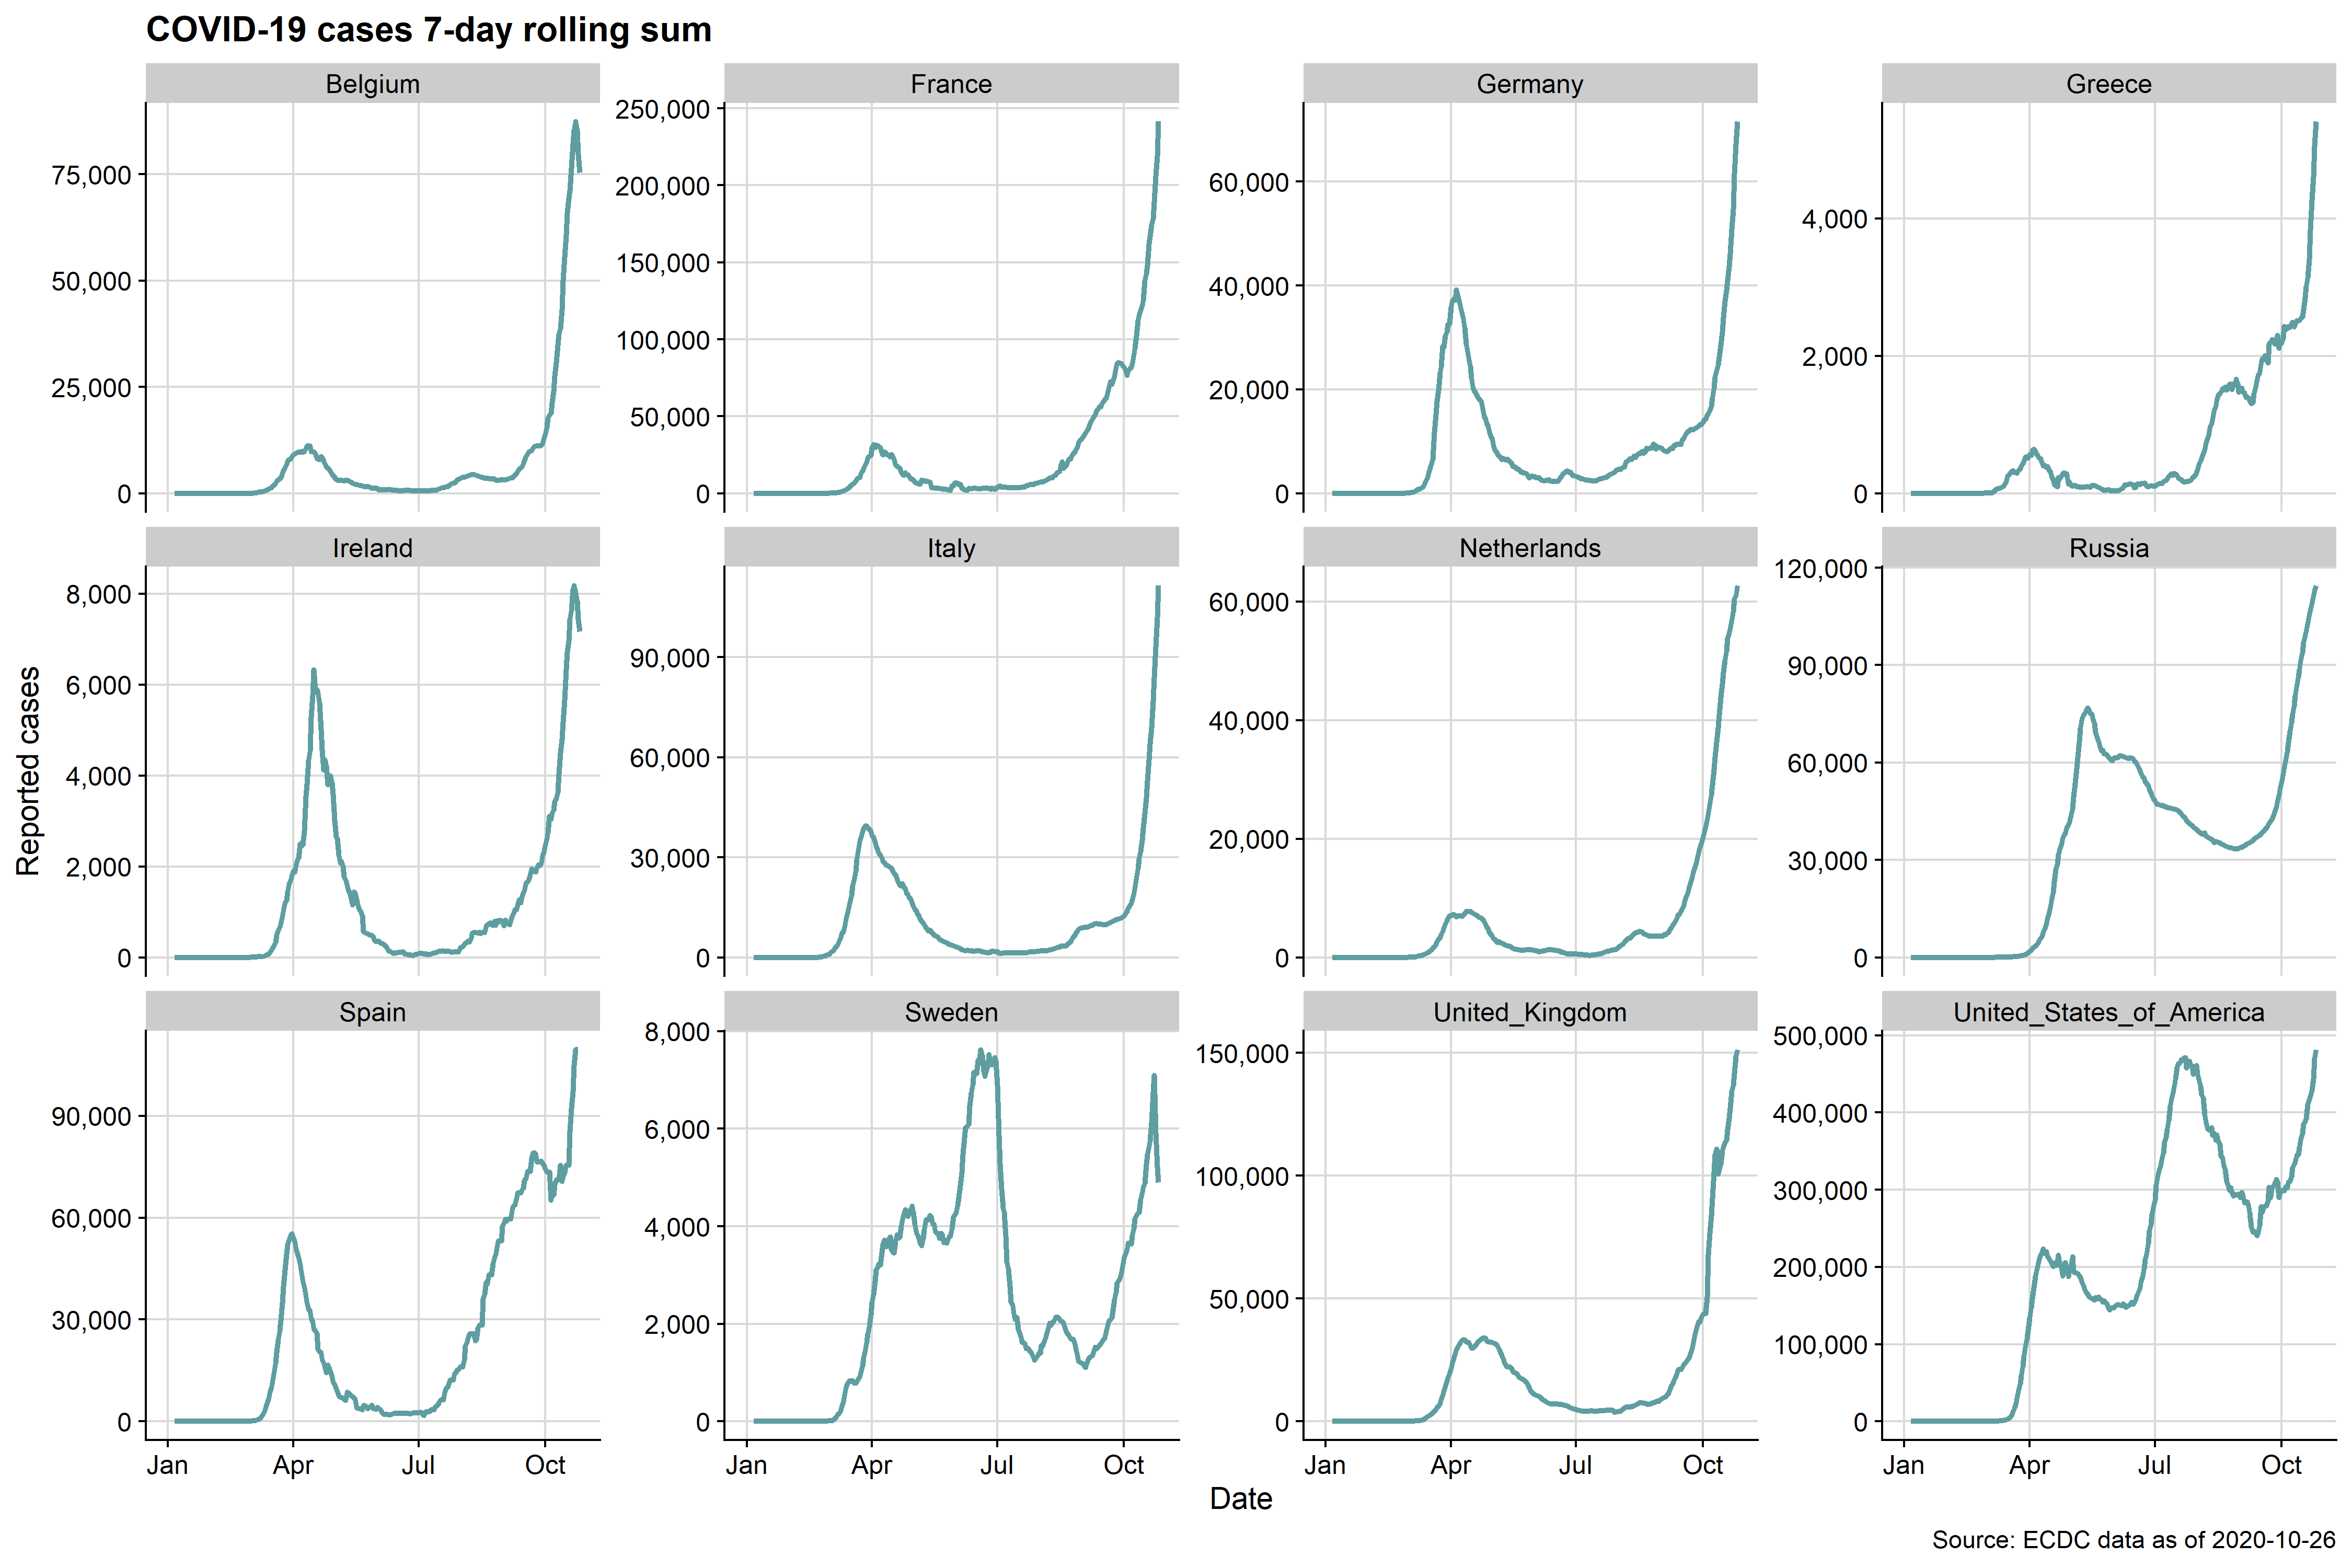 COVID-19 cases 7-day rolling sum
Belgium
France
Germany
Greece
75,000
50,000
25,000
0
250,000
200,000
150,000
100,000
50,000
0
60,000
40,000
20,000
0
4,000
2,000
0
Ireland
Italy
Netherlands
Russia
8,000
6,000
4,000
2,000
0
90,000
60,000
30,000
0
60,000
40,000
20,000
0
120,000
90,000
60,000
30,000
0
Reported cases
Spain
Sweden
United_Kingdom
United_States_of_America
90,000
60,000
30,000
0
8,000
6,000
4,000
2,000
0
150,000
100,000
50,000
0
500,000
400,000
300,000
200,000
100,000
0
Jan Apr Jul Oct
Jan Apr Jul Oct
Jan Apr Jul Oct
Jan Apr Jul Oct
Date
Source: ECDC data as of 2020-10-26